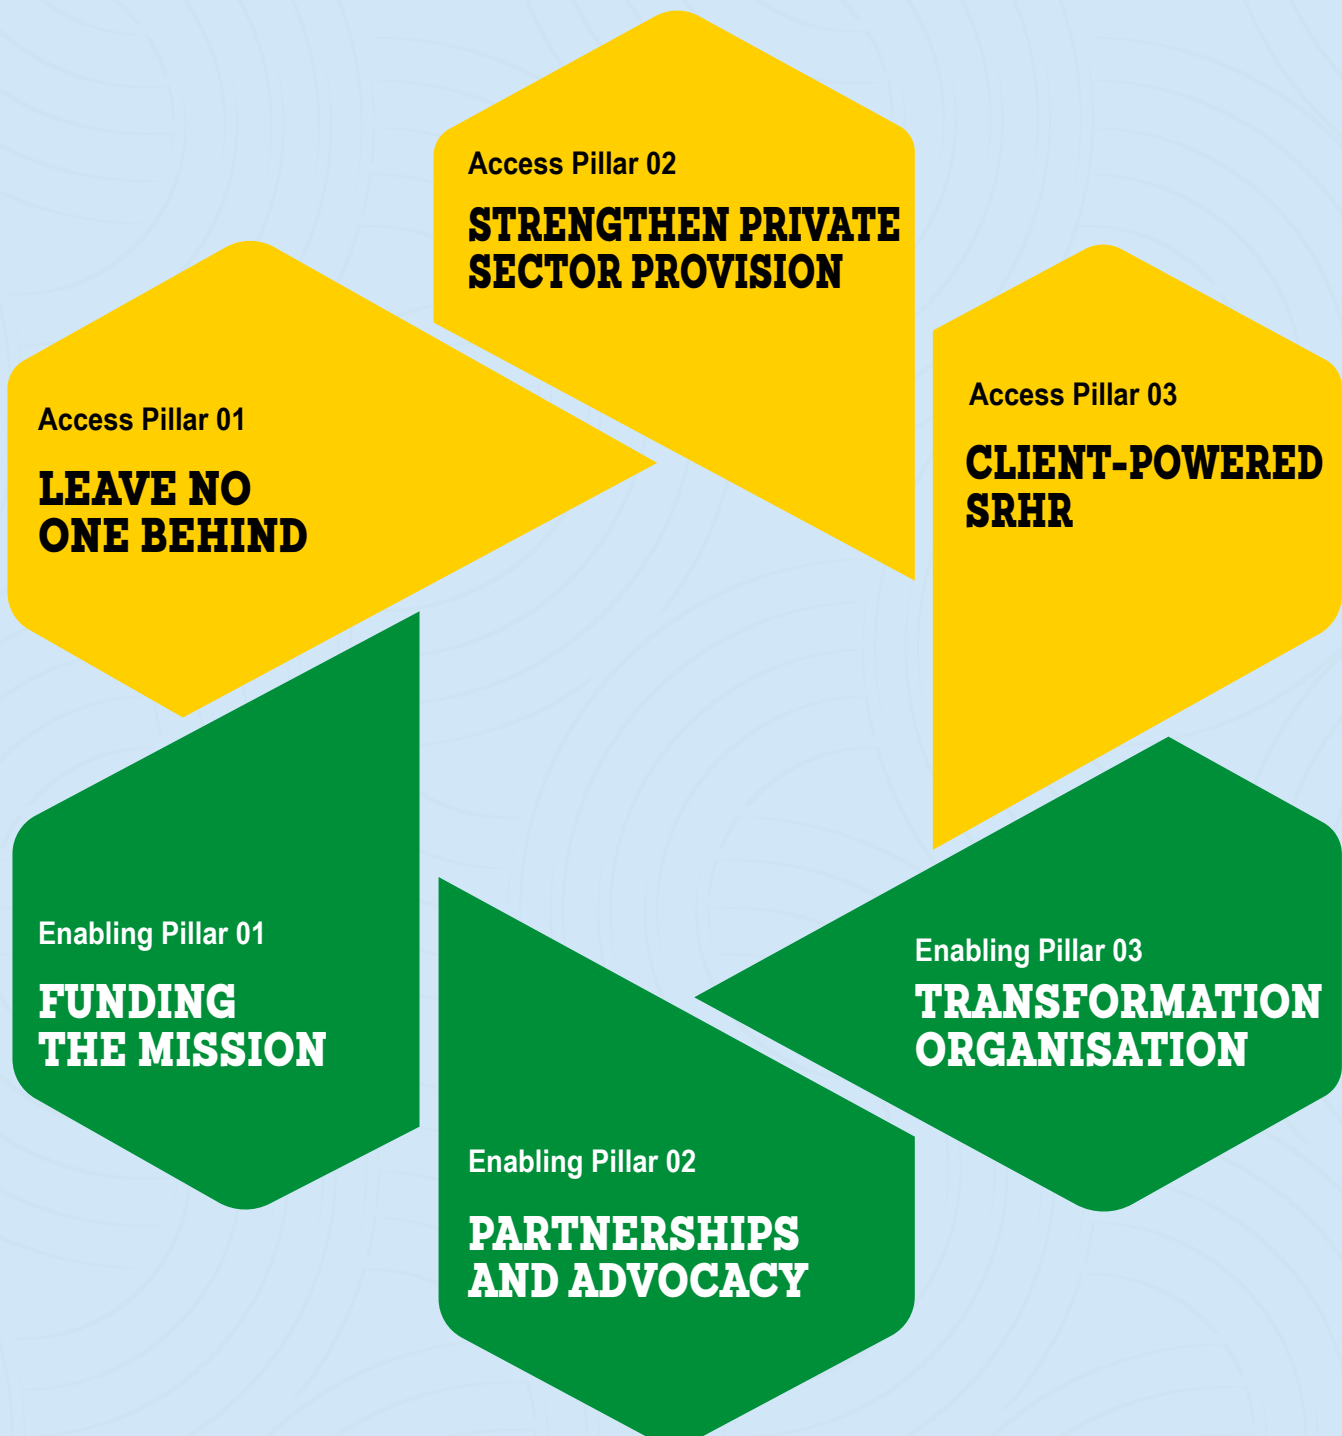 Access Pillar 01
LEAVE NO
ONE BEHIND
Access Pillar 02
STRENGTHEN PRIVATE
SECTOR PROVISION
Access Pillar 03
CLIENT-POWERED
SRHR
Enabling Pillar 01
FUNDING
THE MISSION
Enabling Pillar 02
PARTNERSHIPS
AND ADVOCACY
Enabling Pillar 03
TRANSFORMATION
ORGANISATION